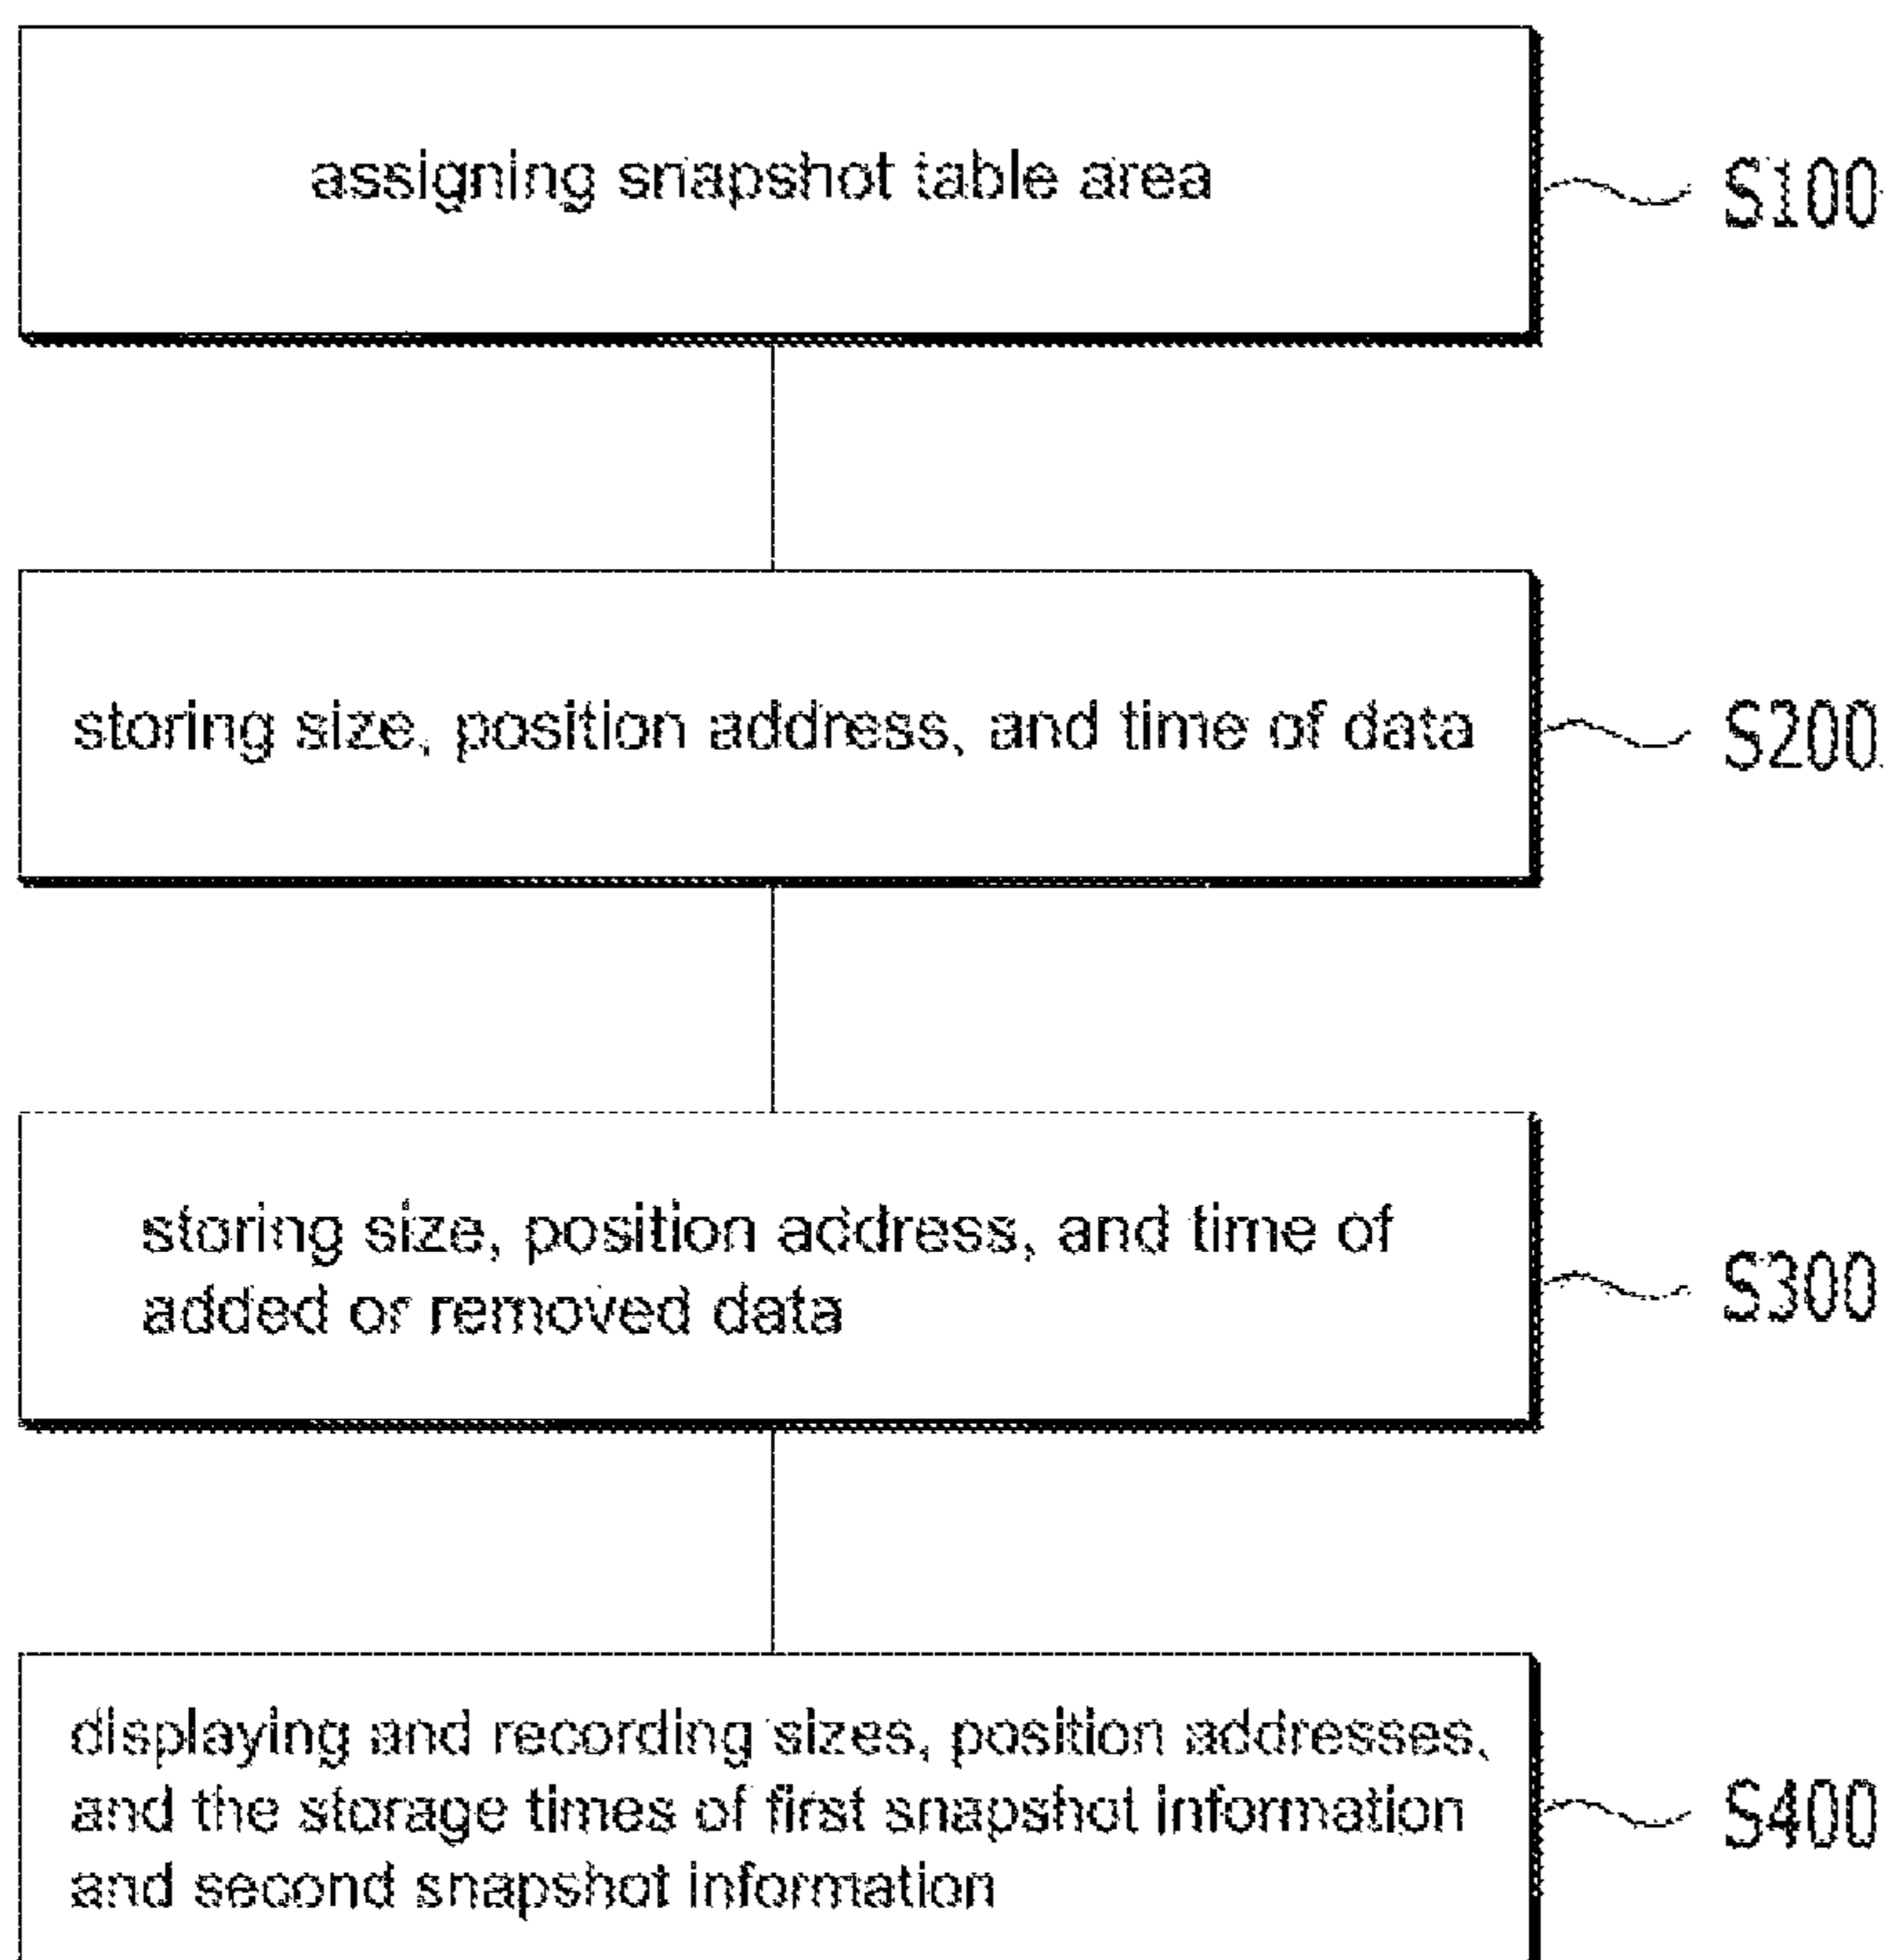 assigning snapshot table area
S100
storing size, position address, and time of data
S200
storing size, position address, and time of
added or removed data
S300
displaying and recording sizes, position addresses,
and the storage times of first snapshot information
and second snapshot information
S400